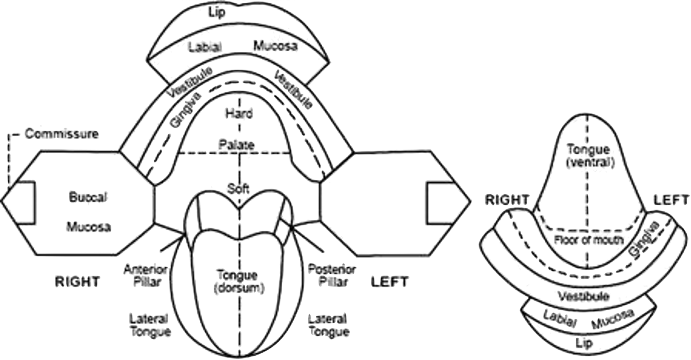 Lip
Labial Mucosa
Vestibule Vestibule
Gingiva
Hard
Palate
Soft
Commissure
Buccal
Mucosa
RIGHT
Anterior
Pillar
Lateral
Tongue
Tongue
(dorsum)
Posterior
Pillar
Lateral
Tongue
LEFT
Tongue
(ventral)
RIGHT
LEFT
Floor of mouth
Gingiva
Vestibule
Labial Mucosa
Lip